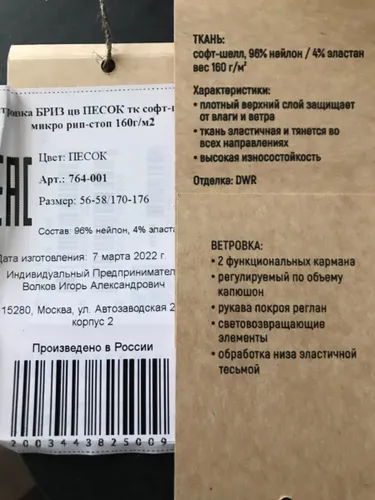 БРИЗ цв ПЕСОК тк софт-
микро рип-стоп 160г/м2
EAC
Цвет: ПЕСОК
Арт.: 764-001
Размер: 56-58/170-176
Состав: 96% нейлон, 4% эласт
Дата изготовления: 7 марта 2022 г.
Индивидуальный Предпринимател
Волков Игорь Александрович
15280, Москва, ул. Автозаводская 2
корпус 2
Произведено в России
2003443825009
ТКАНЬ:
софт-шелл, 96% нейлон / 4% эластан
вес 160 г/м²
Характеристики:
• плотный верхний слой защищает
от влаги и ветра
• ткань эластичная и тянется во
всех направлениях
• высокая износостойкость
Отделка: DWR
ВЕТРОВКА:
• 2 функциональных кармана
• регулируемый по объему
капюшон
• рукава покроя реглан
• световозвращающие
элементы
• обработка низа эластичной
тесьмой